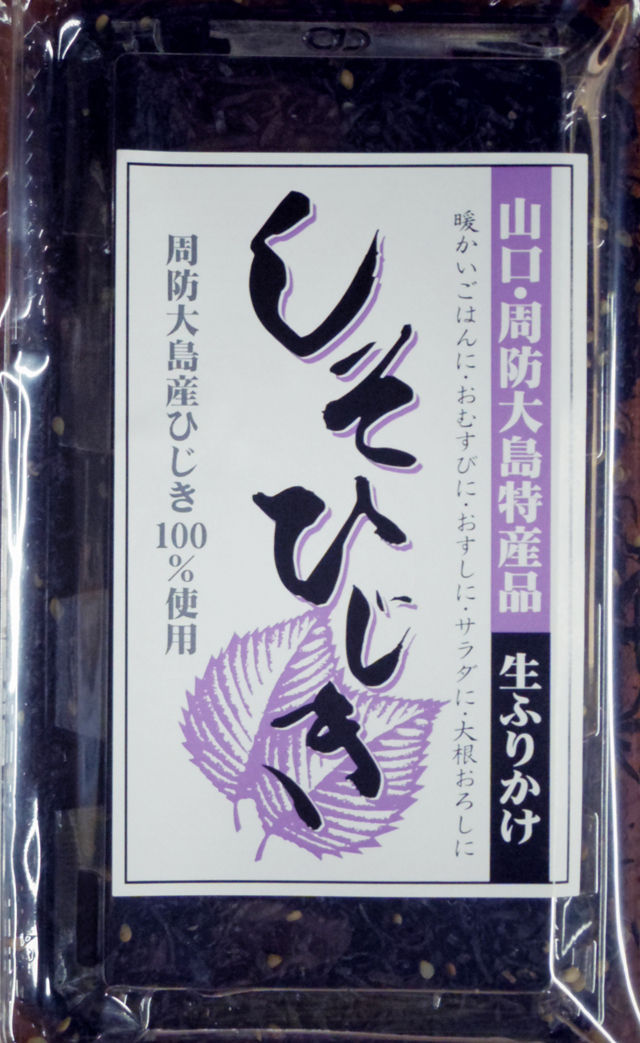 山口・周防大島特産品
生ふりかけ
暖かいごはんに・おむすびに・おすしに・サラダに・大根おろしに
しそひじき
周防大島産ひじき100%使用